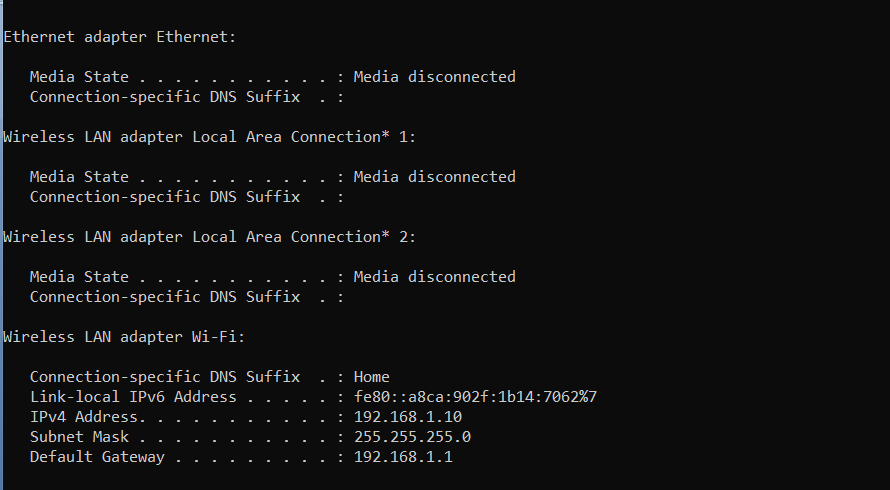 Ethernet adapter Ethernet:
   Media State . . . . . . . . . . . : Media disconnected
   Connection-specific DNS Suffix  . :
Wireless LAN adapter Local Area Connection* 1:
   Media State . . . . . . . . . . . : Media disconnected
   Connection-specific DNS Suffix  . :
Wireless LAN adapter Local Area Connection* 2:
   Media State . . . . . . . . . . . : Media disconnected
   Connection-specific DNS Suffix  . :
Wireless LAN adapter Wi-Fi:
   Connection-specific DNS Suffix  . : Home
   Link-local IPv6 Address . . . . . : fe80::a8ca:902f:1b14:7062%7
   IPv4 Address. . . . . . . . . . . : 192.168.1.10
   Subnet Mask . . . . . . . . . . . : 255.255.255.0
   Default Gateway . . . . . . . . . : 192.168.1.1